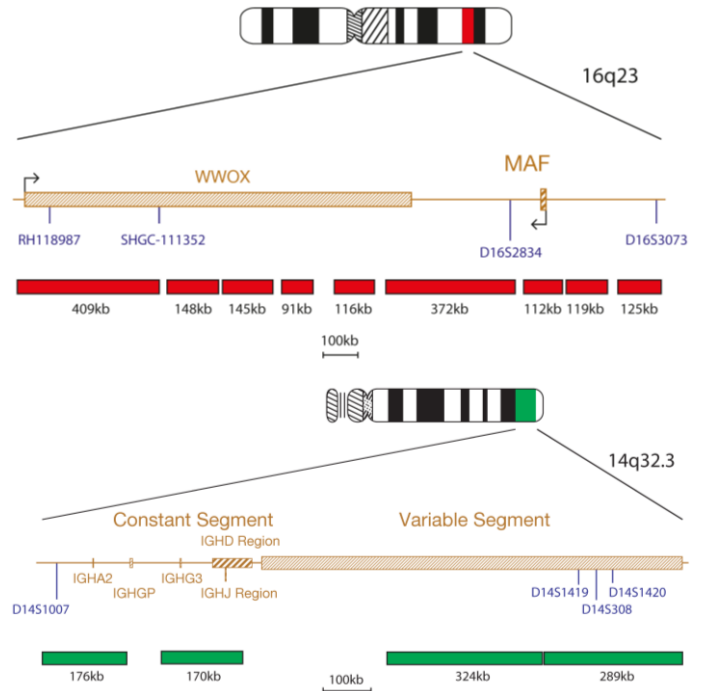 16q23
MAF
WWOX
RH118987 SHGC-111352 D16S2834 D16S3073
409kb 148kb 145kb 91kb 116kb 372kb 112kb 119kb 125kb
100kb
14q32.3
Constant Segment Variable Segment
IGHD Region
IGHA2 IGHGP IGHG3 IGHJ Region
D14S1007 D14S1419 D14S308 D14S1420
176kb 170kb 324kb 289kb
100kb